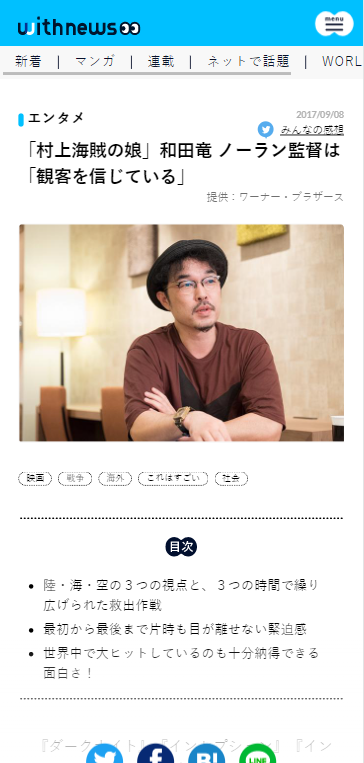 withnews
menu
新着 | マンガ | 連載 | ネットで話題 | WORL
エンタメ
2017/09/08
みんなの感想
「村上海賊の娘」和田竜 ノーラン監督は
「観客を信じている」
提供：ワーナー・ブラザース
映画 戦争 海外 これはすごい 社会
目次
• 陸・海・空の３つの視点と、３つの時間で繰り
広げられた救出作戦
• 最初から最後まで片時も目が離せない緊迫感
• 世界中で大ヒットしているのも十分納得できる
面白さ！
『ダークナイト』『インセプション』『イン
B!
LINE